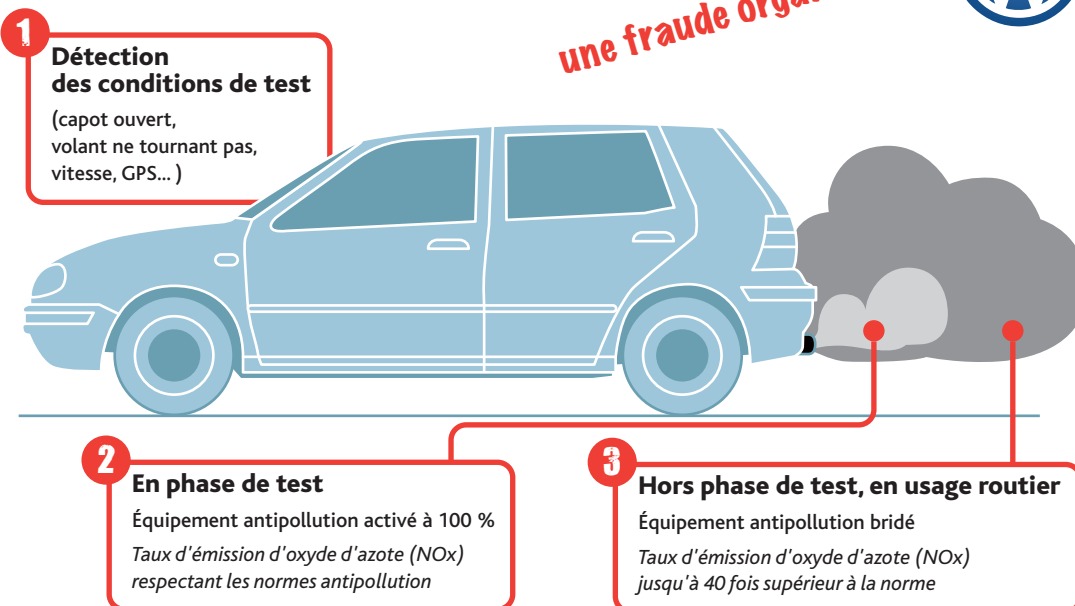 une fraude
1
Détection
des conditions de test
(capot ouvert,
volant ne tournant pas,
vitesse, GPS... )
2
En phase de test
Équipement antipollution activé à 100 %
Taux d'émission d'oxyde d'azote (NOx)
respectant les normes antipollution
3
Hors phase de test, en usage routier
Équipement antipollution bridé
Taux d'émission d'oxyde d'azote (NOx)
jusqu'à 40 fois supérieur à la norme